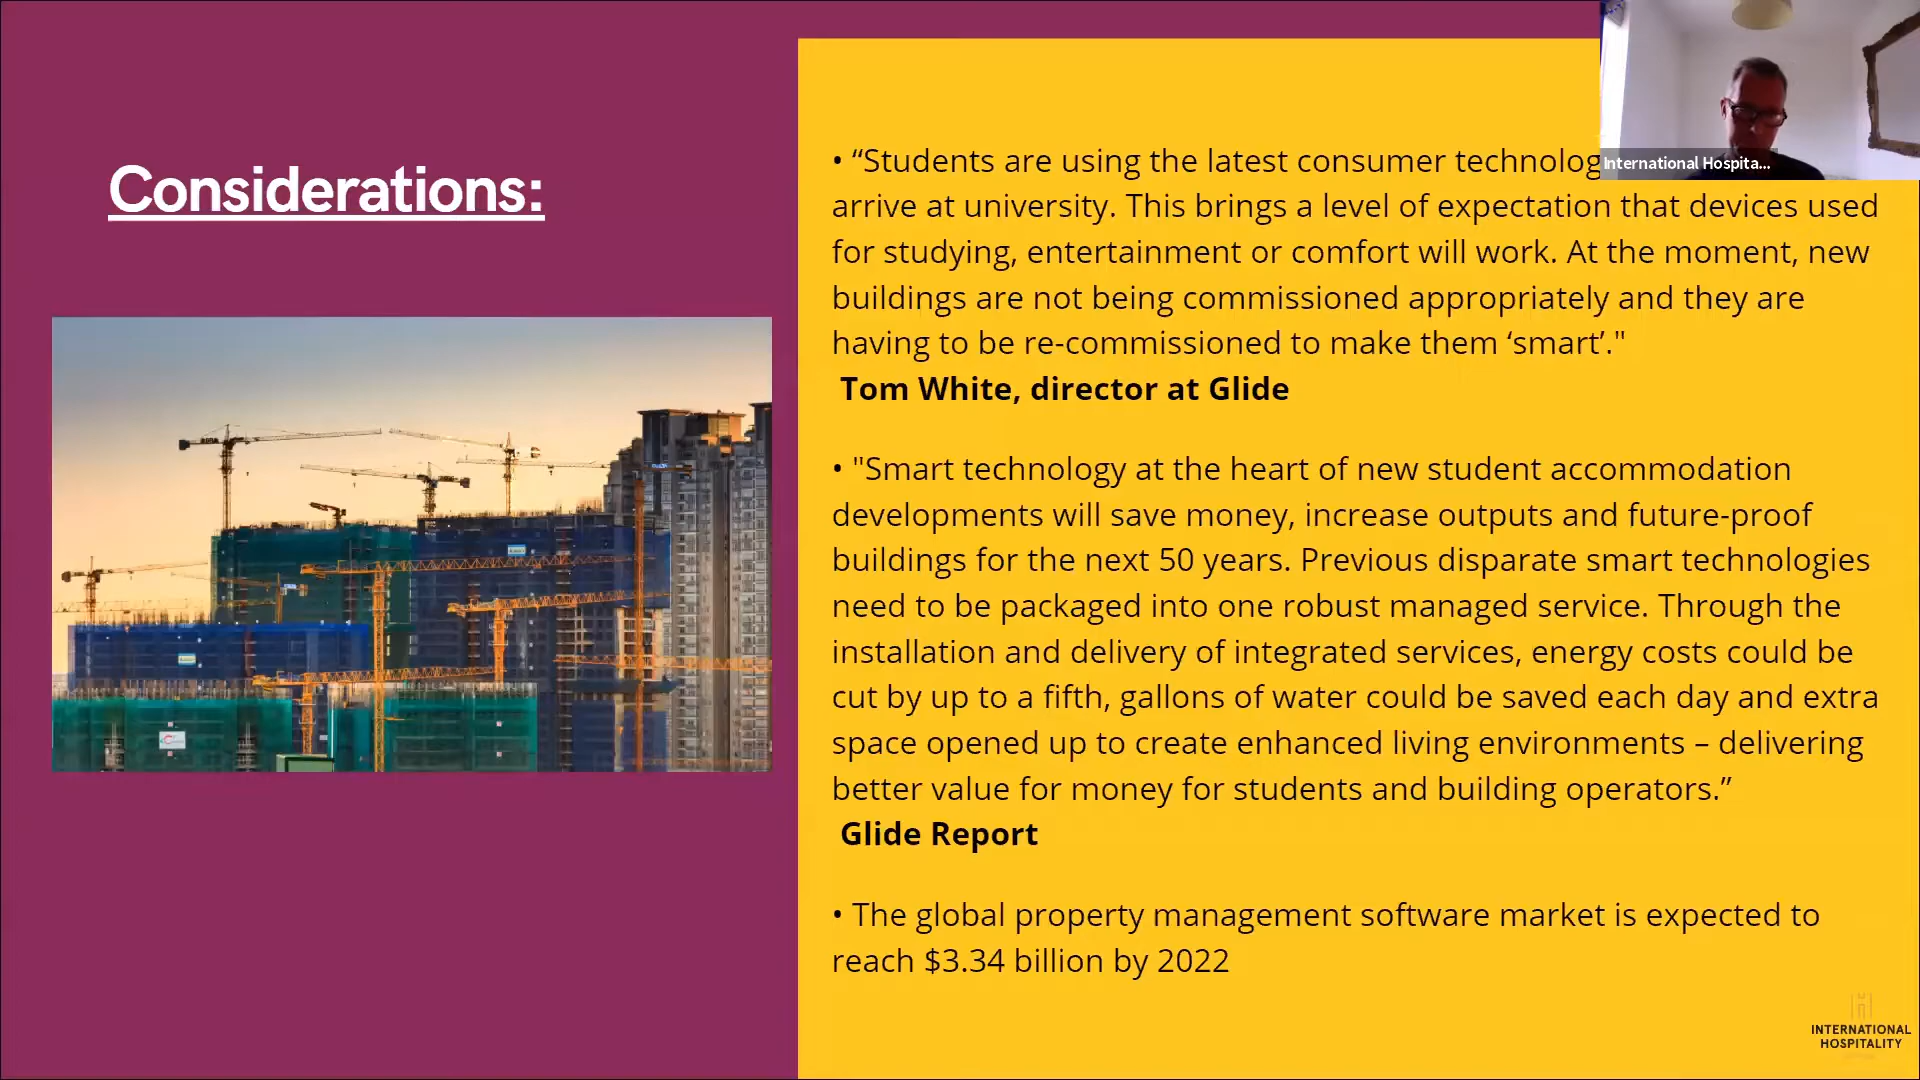 Considerations:
• “Students are using the latest consumer
arrive at university. This brings a level of expectation that devices used
for studying, entertainment or comfort will work. At the moment, new
buildings are not being commissioned appropriately and they are
having to be re-commissioned to make them ‘smart’."
Tom White, director at Glide
• "Smart technology at the heart of new student accommodation
developments will save money, increase outputs and future-proof
buildings for the next 50 years. Previous disparate smart technologies
need to be packaged into one robust managed service. Through the
installation and delivery of integrated services, energy costs could be
cut by up to a fifth, gallons of water could be saved each day and extra
space opened up to create enhanced living environments – delivering
better value for money for students and building operators.”
Glide Report
• The global property management software market is expected to
reach $3.34 billion by 2022
International Hospita...
INTERNATIONAL
HOSPITALITY